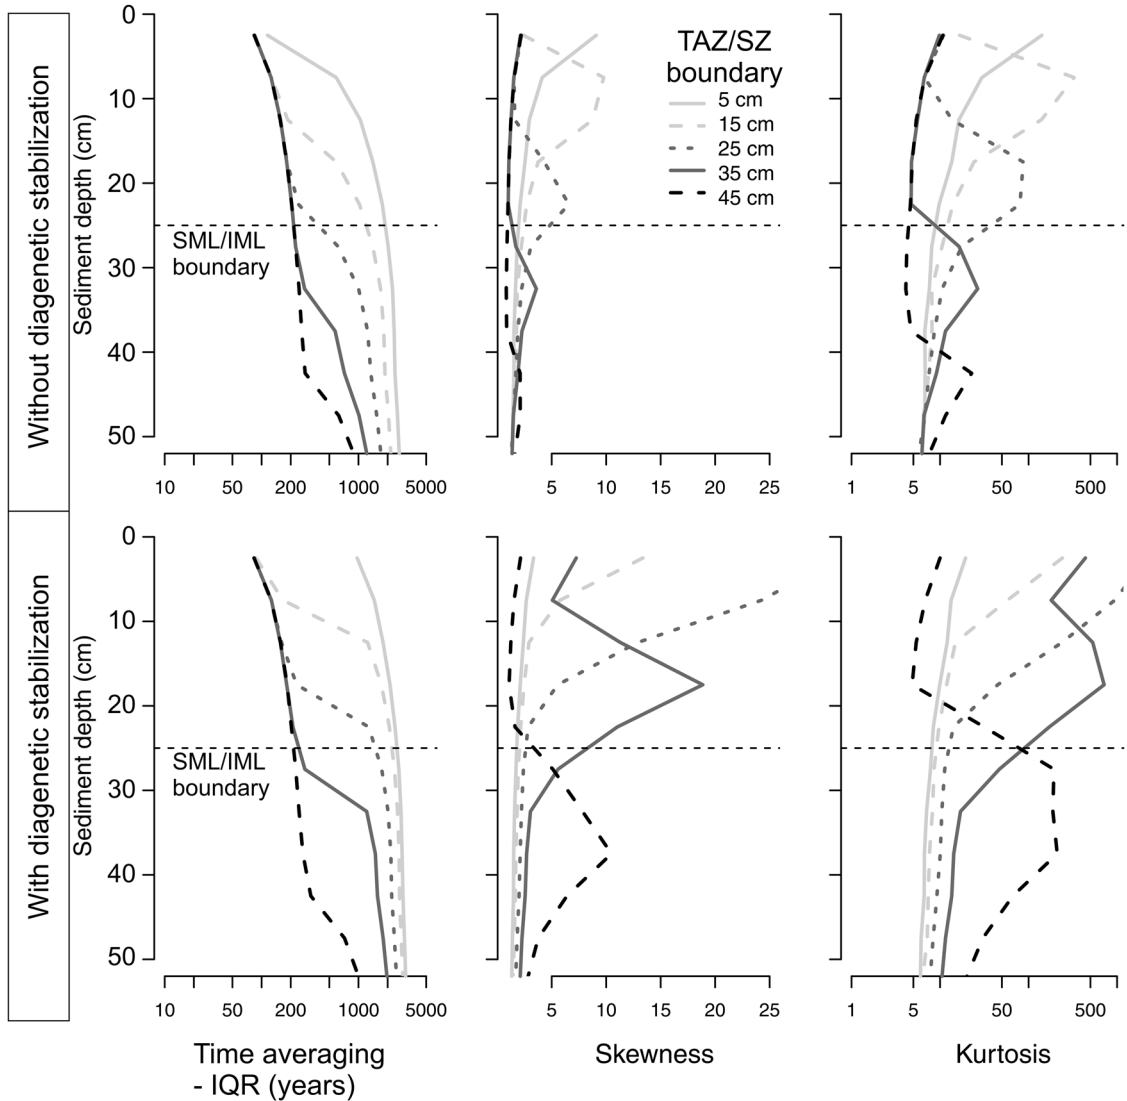 Without diagenetic stabilization
Sediment depth (cm)
0
10
20
30
40
50
SML/IML
boundary
10 50 200 1000 5000
TAZ/SZ
boundary
5 cm
15 cm
25 cm
35 cm
45 cm
5 10 15 20 25
1 5 50 500
With diagenetic stabilization
Sediment depth (cm)
0
10
20
30
40
50
SML/IML
boundary
10 50 200 1000 5000
5 10 15 20 25
1 5 50 500
Time averaging
- IQR (years)
Skewness
Kurtosis